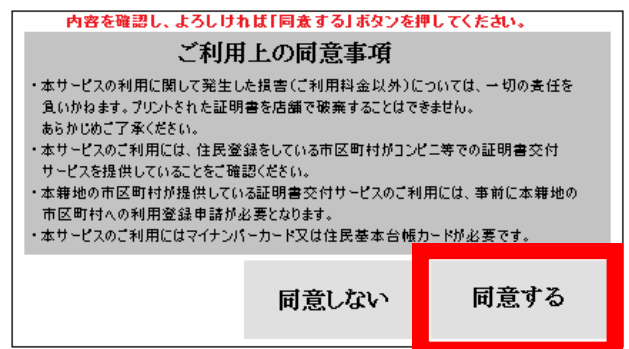 内容を確認し、よろしければ「同意する」ボタンを押してください。
ご利用上の同意事項
・本サービスの利用に関して発生した損害(ご利用料金以外)については、一切の責任を
負いかねます。プリントされた証明書を店舗で破棄することはできません。
あらかじめご了承ください。
・本サービスのご利用には、住民登録をしている市区町村がコンビニ等での証明書交付
サービスを提供していることをご確認ください。
・本籍地の市区町村が提供している証明書交付サービスのご利用には、事前に本籍地の
市区町村への利用登録申請が必要となります。
・本サービスのご利用にはマイナンバーカード又は住民基本台帳カードが必要です。
同意しない
同意する